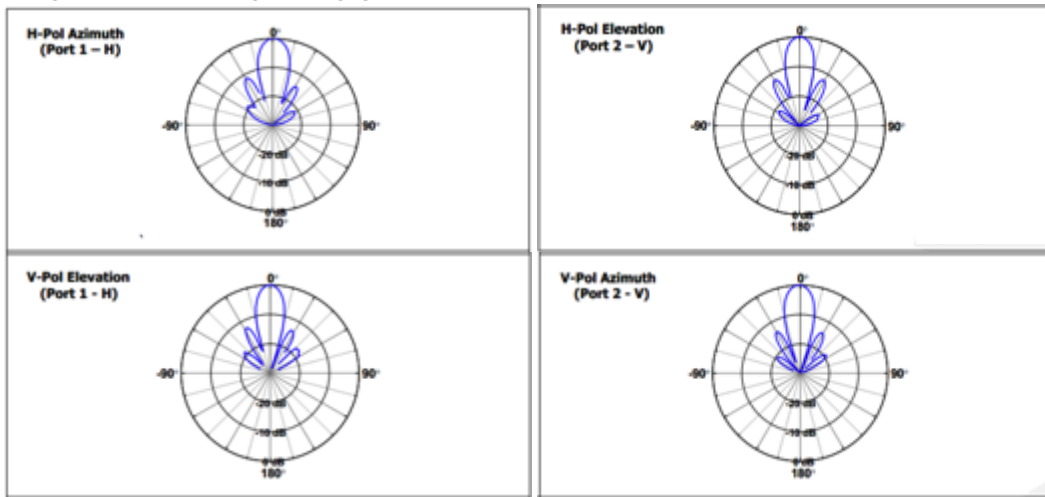 H-Pol Azimuth
(Port 1 – H)
0°
-90°
90°
-20 dB
-10 dB
0 dB
180°
H-Pol Elevation
(Port 2 – V)
0°
-90°
90°
-20 dB
-10 dB
0 dB
180°
V-Pol Elevation
(Port 1 - H)
0°
-90°
90°
-20 dB
-10 dB
0 dB
180°
V-Pol Azimuth
(Port 2 - V)
0°
-90°
90°
-20 dB
-10 dB
0 dB
180°